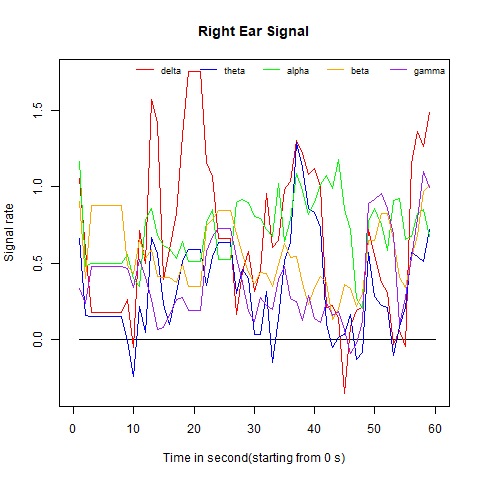 Right Ear Signal
delta theta alpha beta gamma
Signal rate
0.0 0.5 1.0 1.5
0 10 20 30 40 50 60
Time in second(starting from 0 s)